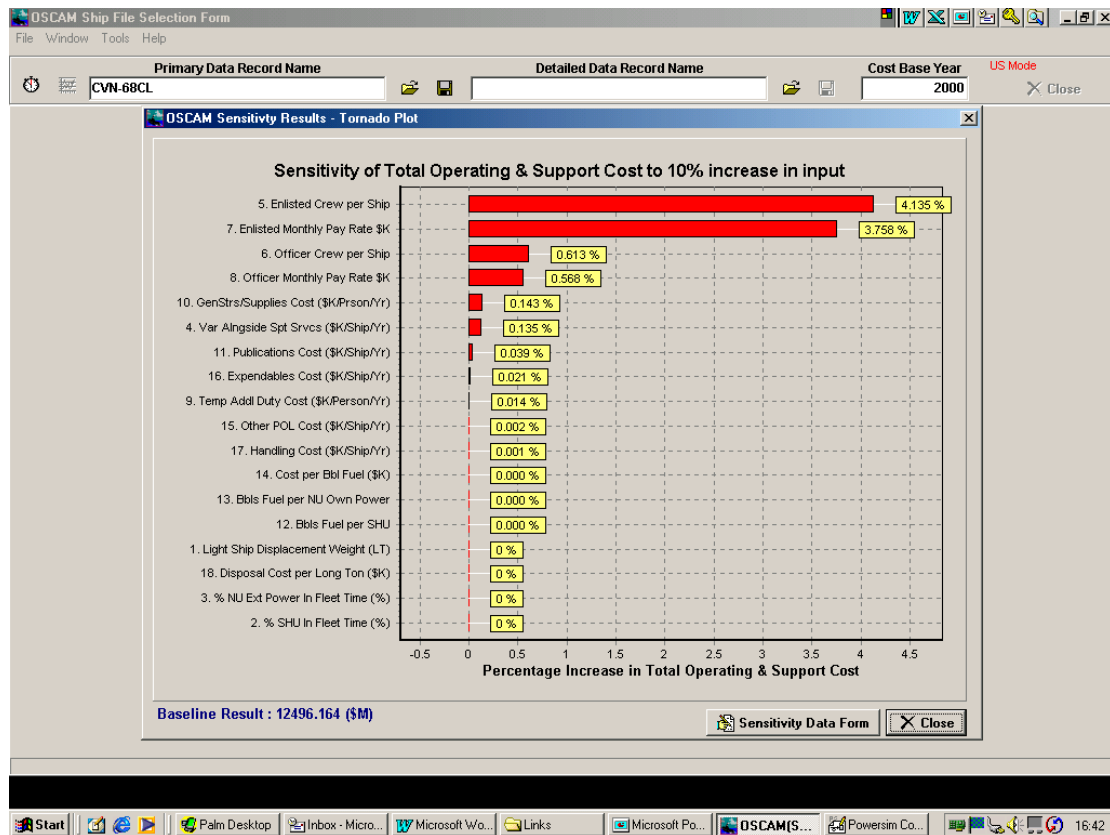 OSCAM Ship File Selection Form
File Window Tools Help
Primary Data Record Name
Detailed Data Record Name
Cost Base Year
US Mode
CVN-68CL
2000
Close
OSCAM Sensitivty Results - Tornado Plot
Sensitivity of Total Operating & Support Cost to 10% increase in input
5. Enlisted Crew per Ship 4.135 %
7. Enlisted Monthly Pay Rate $K 3.758 %
6. Officer Crew per Ship 0.613 %
8. Officer Monthly Pay Rate $K 0.568 %
10. GenStrs/Supplies Cost ($K/Prson/Yr) 0.143 %
4. Var Alngside Spt Srvcs ($K/Ship/Yr) 0.135 %
11. Publications Cost ($K/Ship/Yr) 0.039 %
16. Expendables Cost ($K/Ship/Yr) 0.021 %
9. Temp Addl Duty Cost ($K/Person/Yr) 0.014 %
15. Other POL Cost ($K/Ship/Yr) 0.002 %
17. Handling Cost ($K/Ship/Yr) 0.001 %
14. Cost per Bbl Fuel ($K) 0.000 %
13. Bbls Fuel per NU Own Power 0.000 %
12. Bbls Fuel per SHU 0.000 %
1. Light Ship Displacement Weight (LT) 0 %
18. Disposal Cost per Long Ton ($K) 0 %
3. % NU Ext Power In Fleet Time (%) 0 %
2. % SHU In Fleet Time (%) 0 %
-0.5 0 0.5 1 1.5 2 2.5 3 3.5 4 4.5
Percentage Increase in Total Operating & Support Cost
Baseline Result : 12496.164 ($M)
Sensitivity Data Form
Close
Start Palm Desktop Inbox - Micro... Microsoft Wo... Links Microsoft Po... OSCAM(S... Powersim Co... 16:42